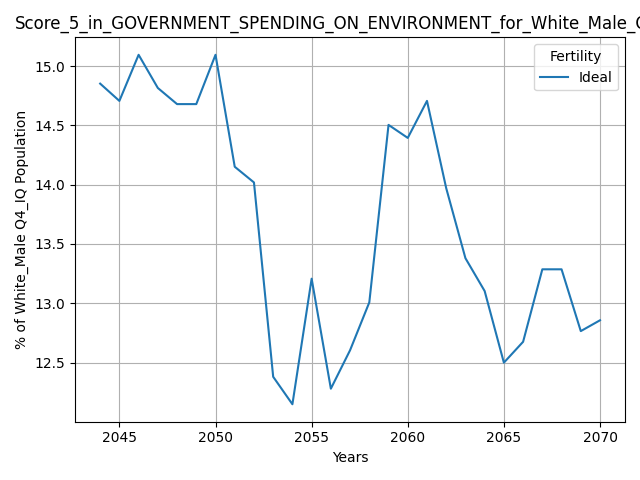 Score_5_in_GOVERNMENT_SPENDING_ON_ENVIRONMENT_for_White_Male_
Fertility
Ideal
% of White_Male Q4_IQ Population
15.0
14.5
14.0
13.5
13.0
12.5
2045
2050
2055
2060
2065
2070
Years